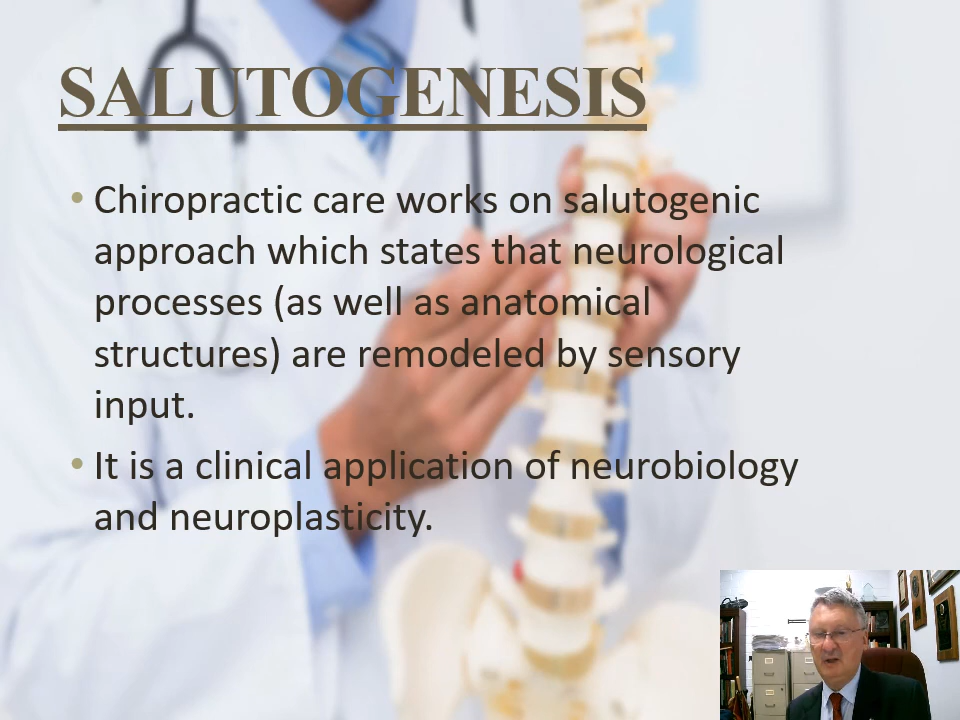 SALUTOGENESIS
• Chiropractic care works on salutogenic
approach which states that neurological
processes (as well as anatomical
structures) are remodeled by sensory
input.
• It is a clinical application of neurobiology
and neuroplasticity.